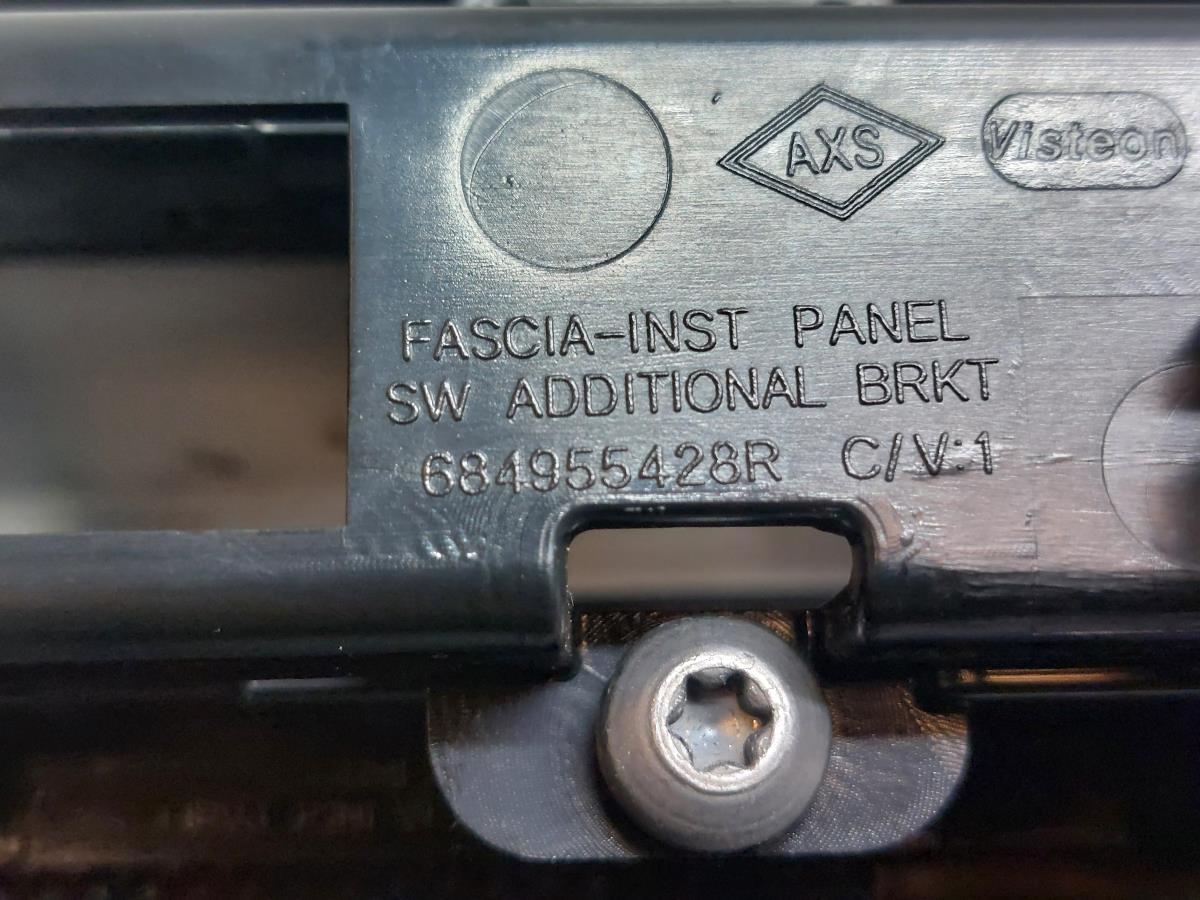 AXS
Visteon
FASCIA-INST PANEL
SW ADDITIONAL BRKT
684955428R C/V:1